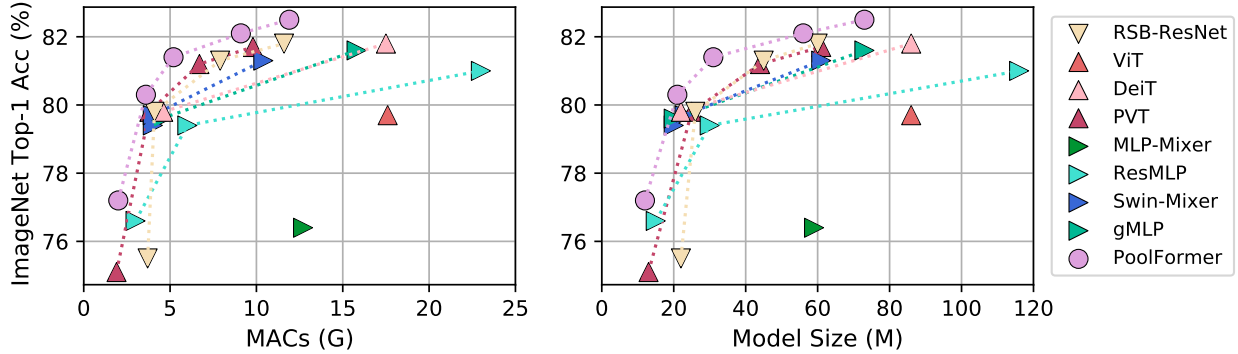 ImageNet Top-1 Acc (%)
82
80
78
76
0 5 10 15 20 25
MACs (G)
82
80
78
76
0 20 40 60 80 100 120
Model Size (M)
RSB-ResNet
ViT
DeiT
PVT
MLP-Mixer
ResMLP
Swin-Mixer
gMLP
PoolFormer